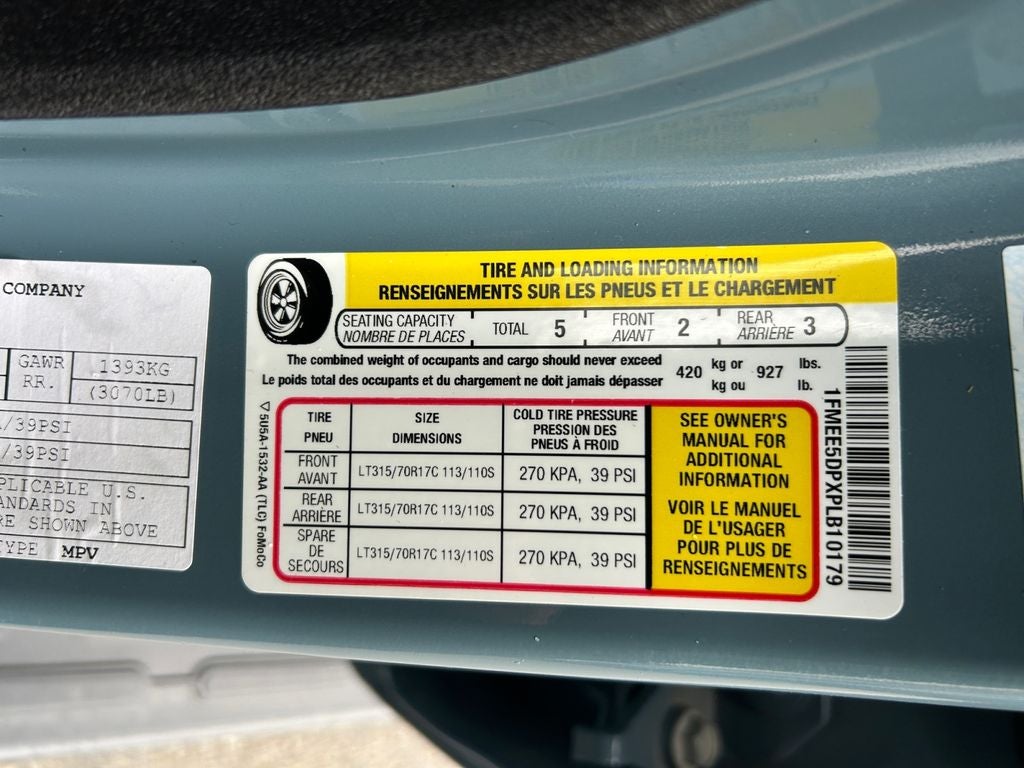 COMPANY
GAWR
RR.
1393KG
(3070LB)
/39PSI
/39PSI
PLICABLE U.S.
ANDARDS IN
RE SHOWN ABOVE
TYPE MPV
TIRE AND LOADING INFORMATION
RENSEIGNEMENTS SUR LES PNEUS ET LE CHARGEMENT
SEATING CAPACITY
NOMBRE DE PLACES
TOTAL 5
FRONT
AVANT
2
REAR
ARRIÈRE
3
The combined weight of occupants and cargo should never exceed
Le poids total des occupants et du chargement ne doit jamais dépasser
420
kg or
kg ou
927
lbs.
lb.
TIRE
PNEU
SIZE
DIMENSIONS
COLD TIRE PRESSURE
PRESSION DES
PNEUS À FROID
FRONT
AVANT
LT315/70R17C 113/110S
270 KPA, 39 PSI
REAR
ARRIÈRE
LT315/70R17C 113/110S
270 KPA, 39 PSI
SPARE
DE
SECOURS
LT315/70R17C 113/110S
270 KPA, 39 PSI
SEE OWNER'S
MANUAL FOR
ADDITIONAL
INFORMATION
VOIR LE MANUEL
DE L'USAGER
POUR PLUS DE
RENSEIGNEMENTS
5U5A-1532-AA (TLG) FoMoCo
1FMEE5DPXPLB10179